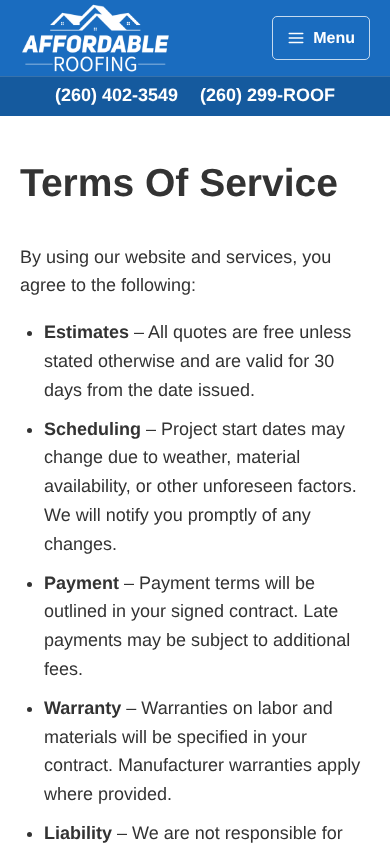 AFFORDABLE
ROOFING
Menu
(260) 402-3549 (260) 299-ROOF
Terms Of Service
By using our website and services, you
agree to the following:
• Estimates – All quotes are free unless
stated otherwise and are valid for 30
days from the date issued.
• Scheduling – Project start dates may
change due to weather, material
availability, or other unforeseen factors.
We will notify you promptly of any
changes.
• Payment – Payment terms will be
outlined in your signed contract. Late
payments may be subject to additional
fees.
• Warranty – Warranties on labor and
materials will be specified in your
contract. Manufacturer warranties apply
where provided.
• Liability – We are not responsible for